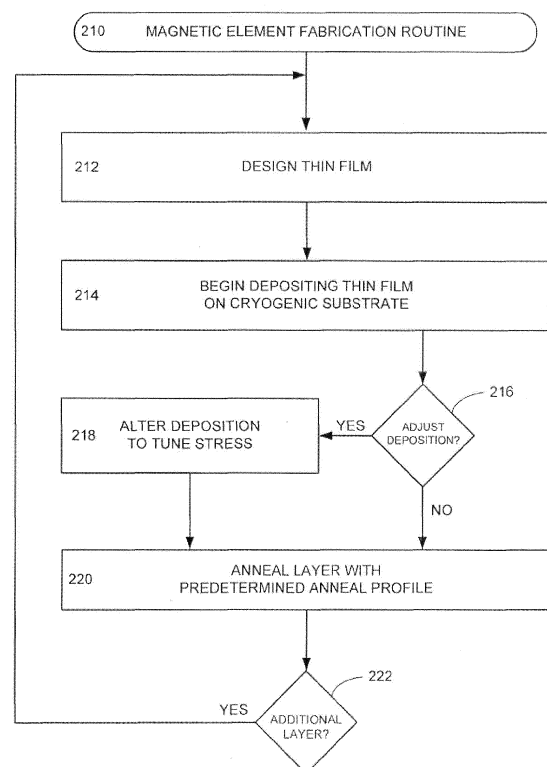 210 MAGNETIC ELEMENT FABRICATION ROUTINE
212 DESIGN THIN FILM
214 BEGIN DEPOSITING THIN FILM
ON CRYOGENIC SUBSTRATE
216
ADJUST
DEPOSITION?
YES
218 ALTER DEPOSITION
TO TUNE STRESS
NO
220 ANNEAL LAYER WITH
PREDETERMINED ANNEAL PROFILE
222
YES
ADDITIONAL
LAYER?